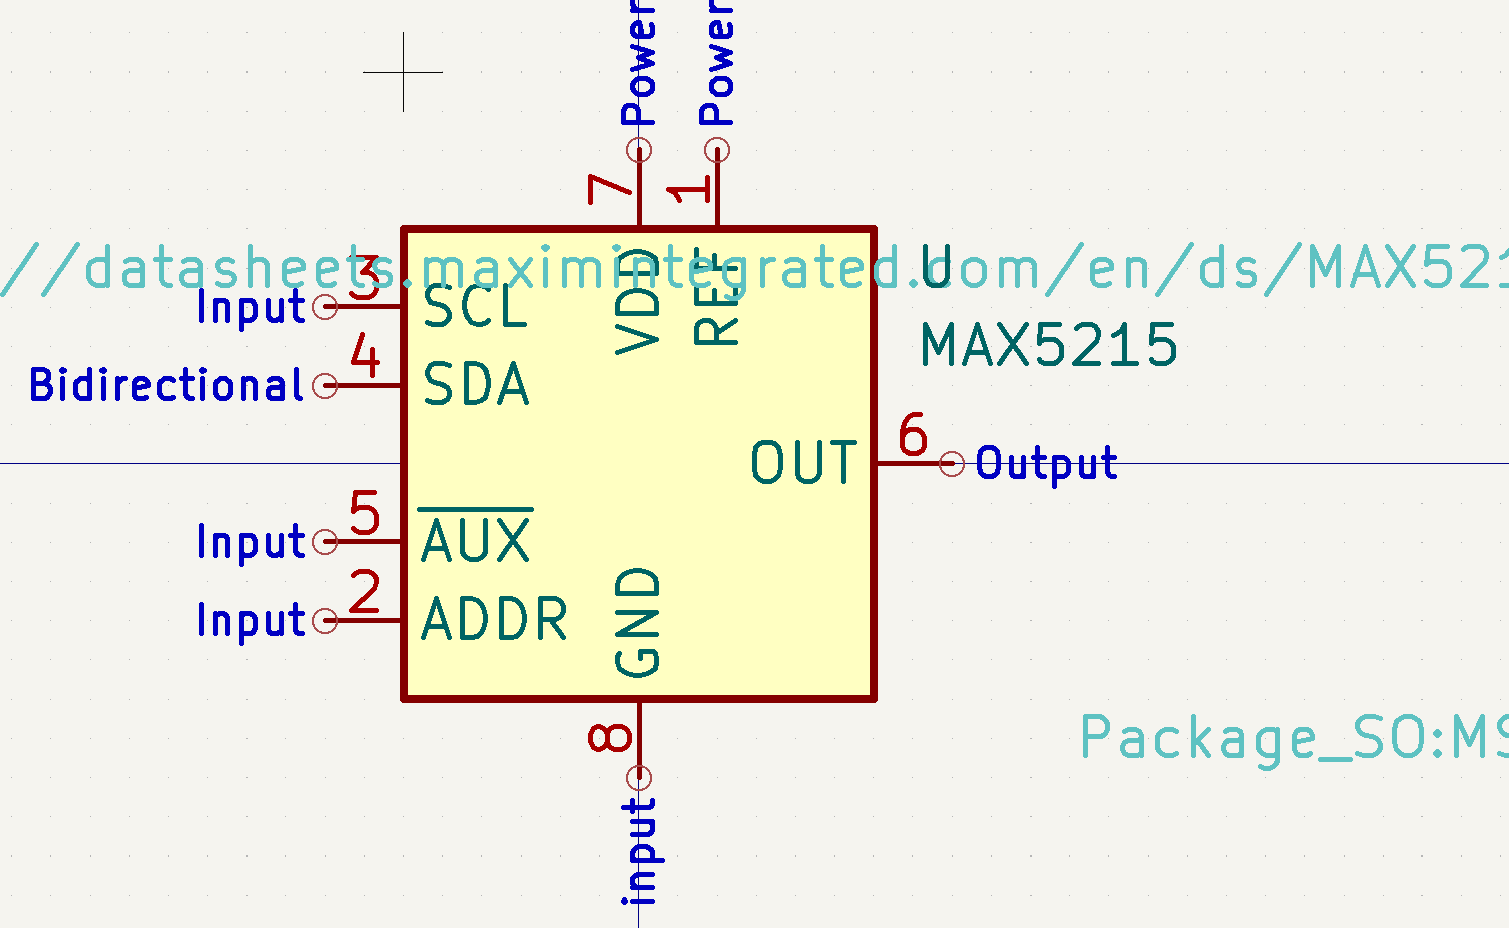 Power
Power
7
1
//datasheets.maximintegrated.com/en/ds/MAX521
U
3
Input
SCL
VDD
REF
MAX5215
4
Bidirectional
SDA
6
OUT
Output
5
Input
AUX
2
Input
ADDR
GND
8
Package_SO:MS
input